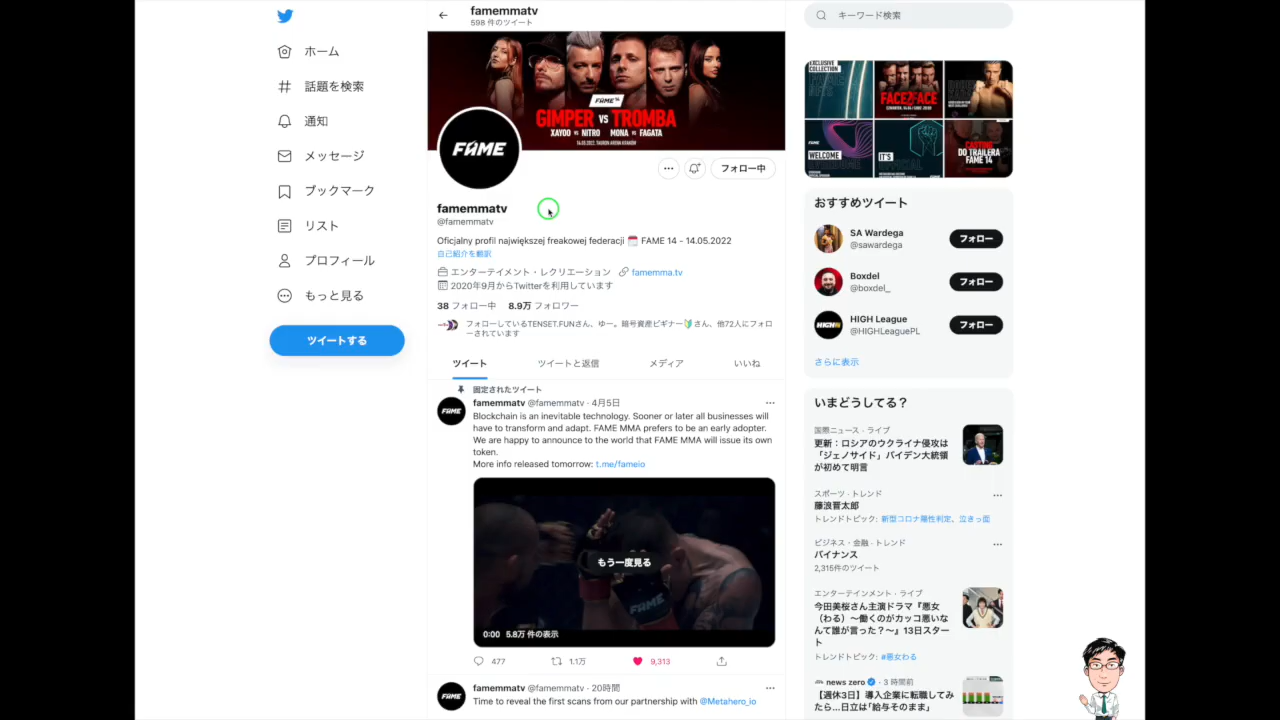 ホーム
話題を検索
通知
メッセージ
ブックマーク
リスト
プロフィール
もっと見る
ツイートする
famemmatv
598 件のツイート
FAME 14
GIMPER VS TROMBA
XAYOO VS NITRO MONA VS FAGATA
14.05.2022, TAURON ARENA KRAKÓW
FAME
フォロー中
famemmatv
@famemmatv
Oficjalny profil największej freakowej federacji 🗓️ FAME 14 - 14.05.2022
自己紹介を翻訳
エンターテイメント・レクリエーション famemma.tv
2020年9月からTwitterを利用しています
38 フォロー中 8.9万 フォロワー
フォローしているTENSET.FUNさん、ゆー。暗号資産ビギナー🔰さん、他72人にフォロ
ーされています
ツイート ツイートと返信 メディア いいね
固定されたツイート
famemmatv @famemmatv · 4月5日
Blockchain is an inevitable technology. Sooner or later all businesses will
have to transform and adapt. FAME MMA prefers to be an early adopter.
We are happy to announce to the world that FAME MMA will issue its own
token.
More info released tomorrow: t.me/fameio
FAME
もう一度見る
FAME
0:00 5.8万 件の表示
477 1.1万 9,313
FAME
famemmatv @famemmatv · 20時間
Time to reveal the first scans from our partnership with @Metahero_io
キーワード検索
EXCLUSIVE
COLLECTION
FACE2FACE
WELCOME
IT'S
OFFICIAL
CASTING
DO TRAILERA
FAME 14
おすすめツイート
SA Wardega
@sawardega
フォロー
Boxdel
@boxdel_
フォロー
HIGH
HIGH League
@HIGHLeaguePL
フォロー
さらに表示
いまどうしてる？
国際ニュース · ライブ
更新：ロシアのウクライナ侵攻は
「ジェノサイド」バイデン大統領
が初めて明言
スポーツ · トレンド
藤浪晋太郎
トレンドトピック: 新型コロナ陽性判定、泣きっ面
ビジネス・金融 · トレンド
バイナンス
2,315件のツイート
エンターテインメント · ライブ
今田美桜さん主演ドラマ『悪女
（わる）〜働くのがカッコ悪いな
んて誰が言った？〜』13日スター
ト
トレンドトピック: #悪女わる
news zero · 3 時間前
【週休3日】導入企業に転職してみ
たら…日立は「給与そのまま」